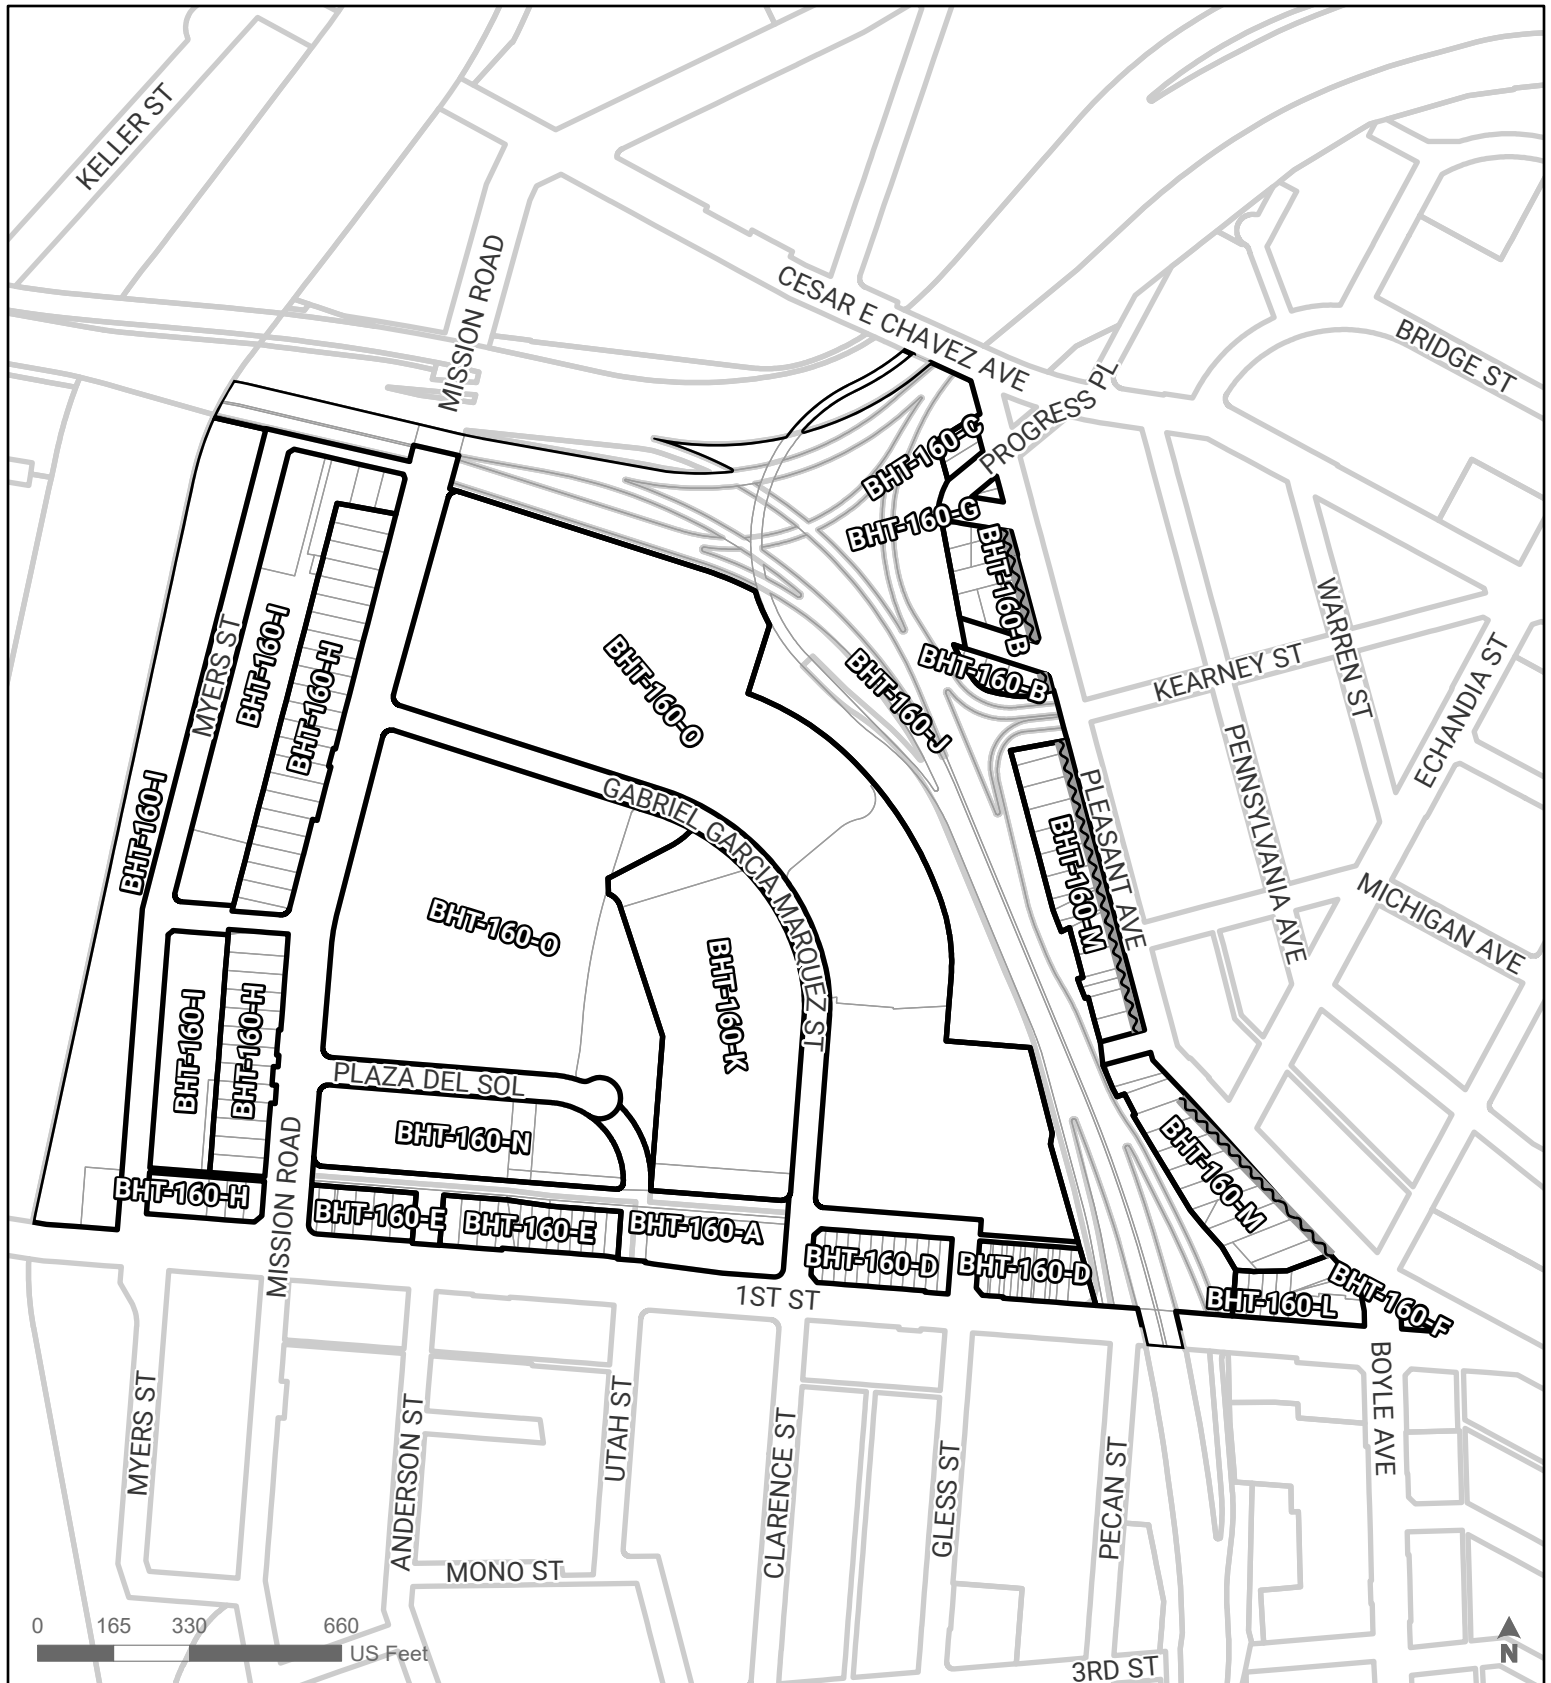 KELLER ST
MISSION ROAD
CESAR E CHAVEZ AVE
BRIDGE ST
PROGRESS PL
BHT-160-C
BHT-160-G
BHT-160-B
BHT-160-B
WARREN ST
KEARNEY ST
ECHANDIA ST
MYERS ST
BHT-160-I
BHT-160-H
BHT-160-O
BHT-160-J
PENNSYLVANIA AVE
PLEASANT AVE
BHT-160-I
GABRIEL GARCIA MARQUEZ ST
BHT-160-M
MICHIGAN AVE
BHT-160-O
BHT-160-K
BHT-160-I
BHT-160-H
PLAZA DEL SOL
BHT-160-N
BHT-160-M
MISSION ROAD
BHT-160-H
BHT-160-E
BHT-160-E
BHT-160-A
BHT-160-D
BHT-160-D
BHT-160-L
BHT-160-F
1ST ST
MYERS ST
ANDERSON ST
UTAH ST
CLARENCE ST
GLESS ST
PECAN ST
BOYLE AVE
MONO ST
3RD ST
0 165 330 660
US Feet
N